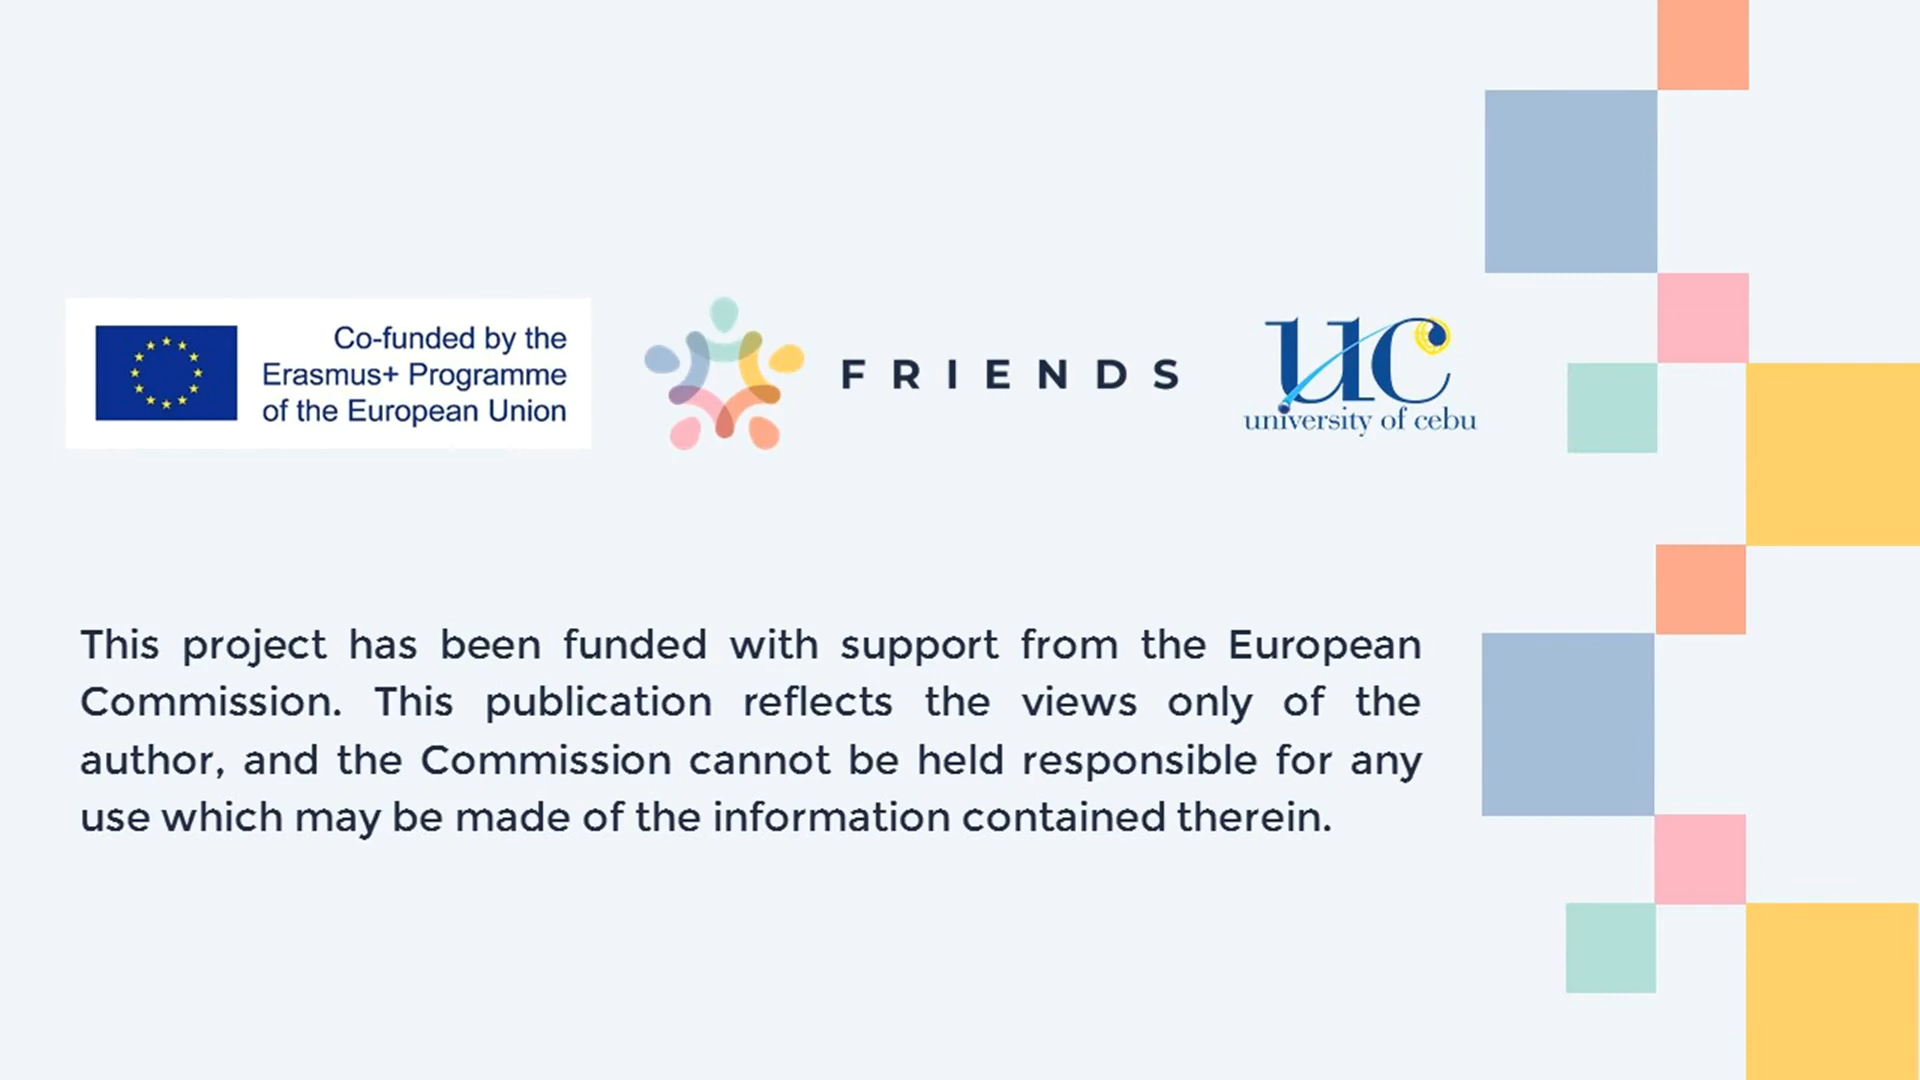 Co-funded by the
Erasmus+ Programme
of the European Union
FRIENDS
uc
university of cebu
This project has been funded with support from the European
Commission. This publication reflects the views only of the
author, and the Commission cannot be held responsible for any
use which may be made of the information contained therein.